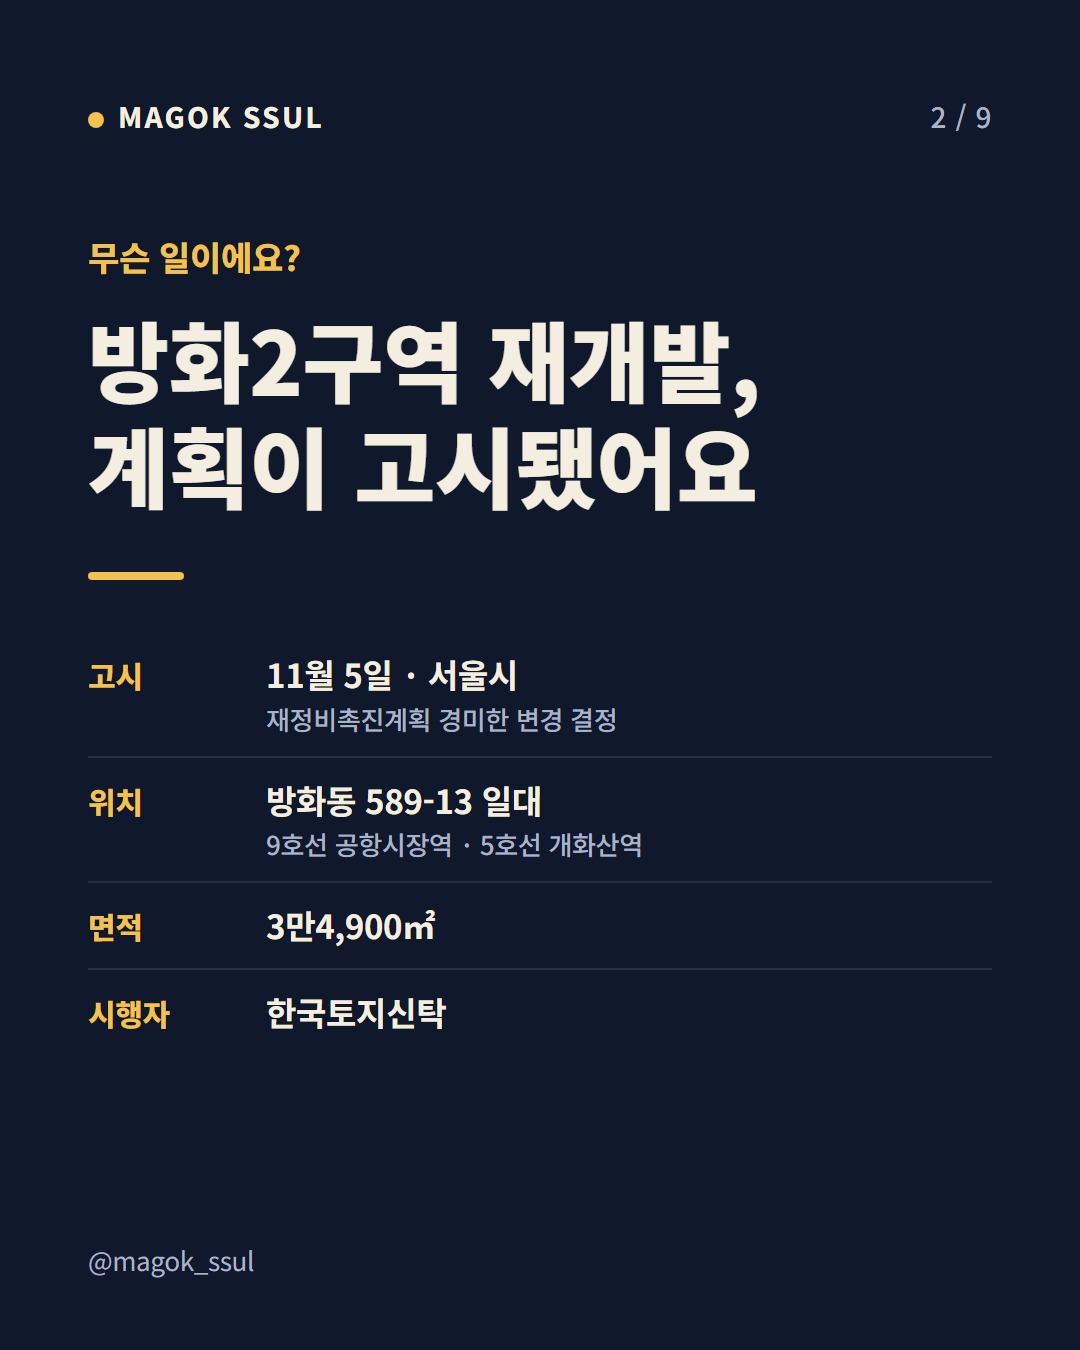 MAGOK SSUL
2 / 9
무슨 일이에요?
방화2구역 재개발,
계획이 고시됐어요
고시
11월 5일 · 서울시
재정비촉진계획 경미한 변경 결정
위치
방화동 589-13 일대
9호선 공항시장역 · 5호선 개화산역
면적
3만4,900㎡
시행자
한국토지신탁
@magok_ssul